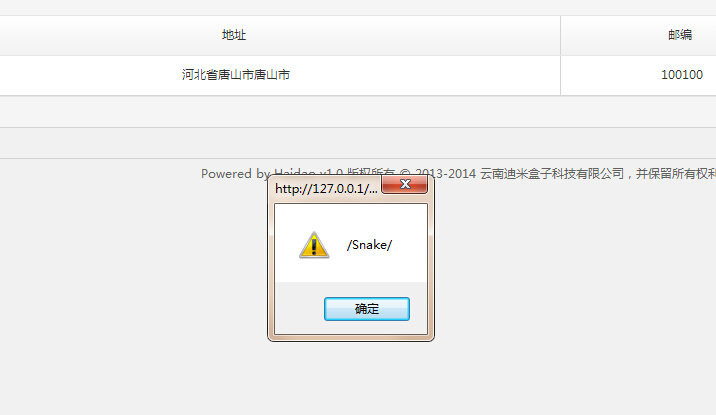 地址 邮编
河北省唐山市唐山市 100100
Powered by Haidao v1.0 版权所有 © 2013-2014 云南迪米盒子科技有限公司，并保留所有权利
http://127.0.0.1/...
/Snake/
确定